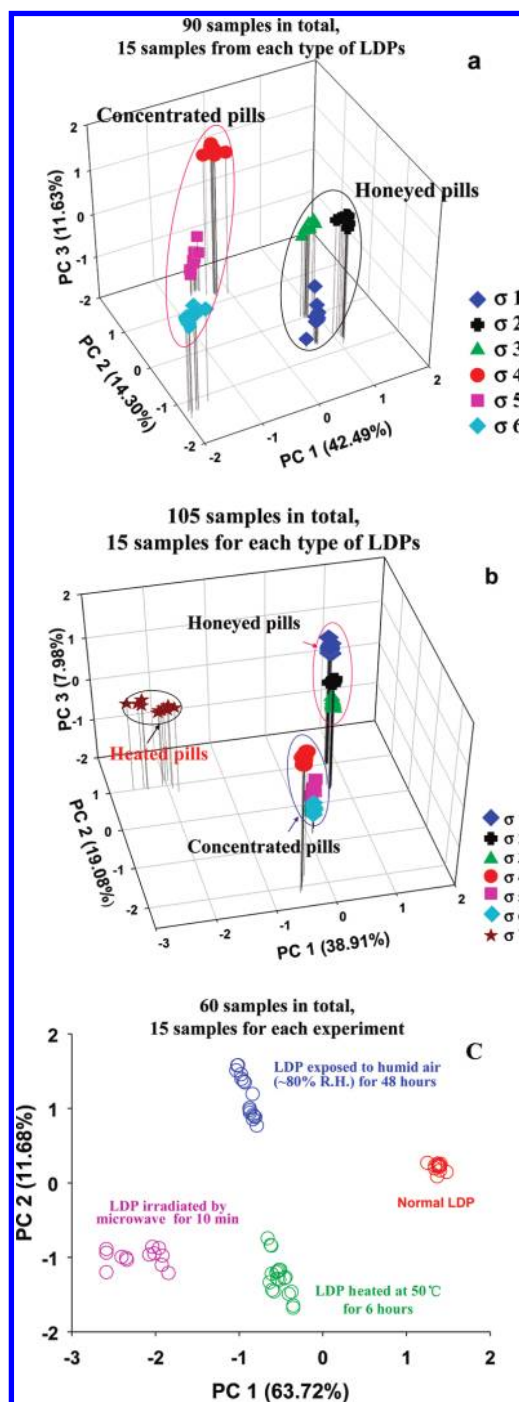 90 samples in total,
15 samples from each type of LDPs
a
Concentrated pills
Honeyed pills
2
1
0
-1
-2
PC 3 (11.63%)
1
0
-1
-2
PC 2 (14.30%)
-2
-1
0
1
2
PC 1 (42.49%)
σ 1
σ 2
σ 3
σ 4
σ 5
σ 6
105 samples in total,
15 samples for each type of LDPs
b
Honeyed pills
Heated pills
Concentrated pills
2
1
0
-1
-2
PC 3 (7.98%)
1
0
-1
-2
PC 2 (19.08%)
-3
-2
-1
0
1
2
PC 1 (38.91%)
σ
σ
σ
σ
σ
σ
σ
60 samples in total,
15 samples for each experiment
C
LDP exposed to humid air
(~80% R.H.) for 48 hours
Normal LDP
LDP irradiated by
microwave for 10 min
LDP heated at 50℃
for 6 hours
2
1
0
-1
-2
PC 2 (11.68%)
-3
-2
-1
0
1
2
PC 1 (63.72%)